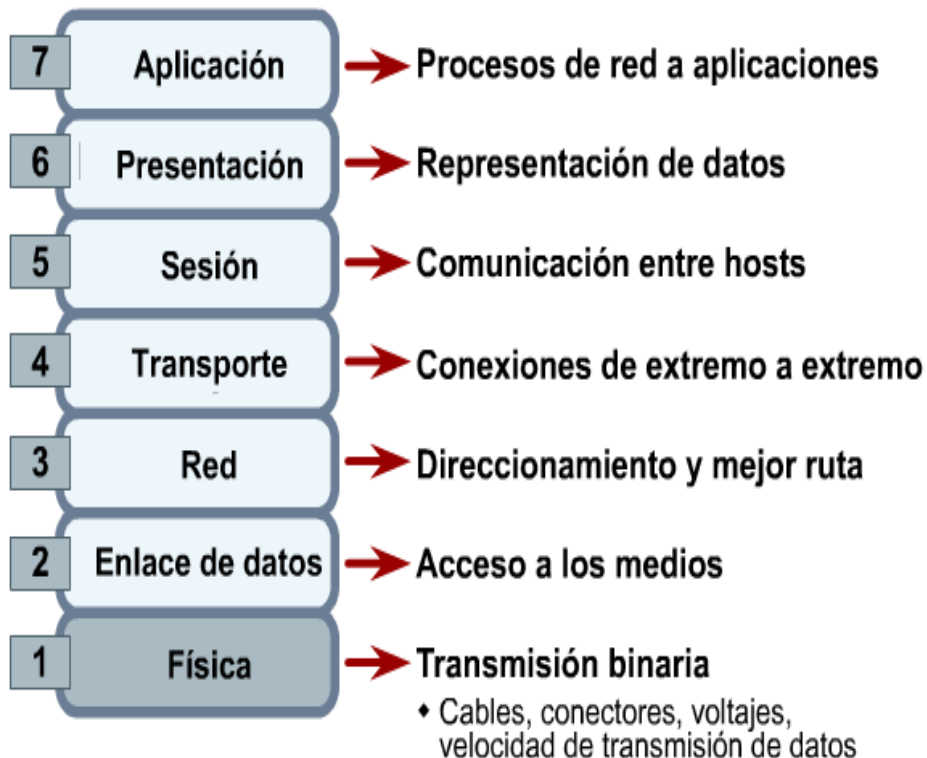 7 Aplicación Procesos de red a aplicaciones
6 Presentación Representación de datos
5 Sesión Comunicación entre hosts
4 Transporte Conexiones de extremo a extremo
3 Red Direccionamiento y mejor ruta
2 Enlace de datos Acceso a los medios
1 Física Transmisión binaria
Cables, conectores, voltajes,
velocidad de transmisión de datos